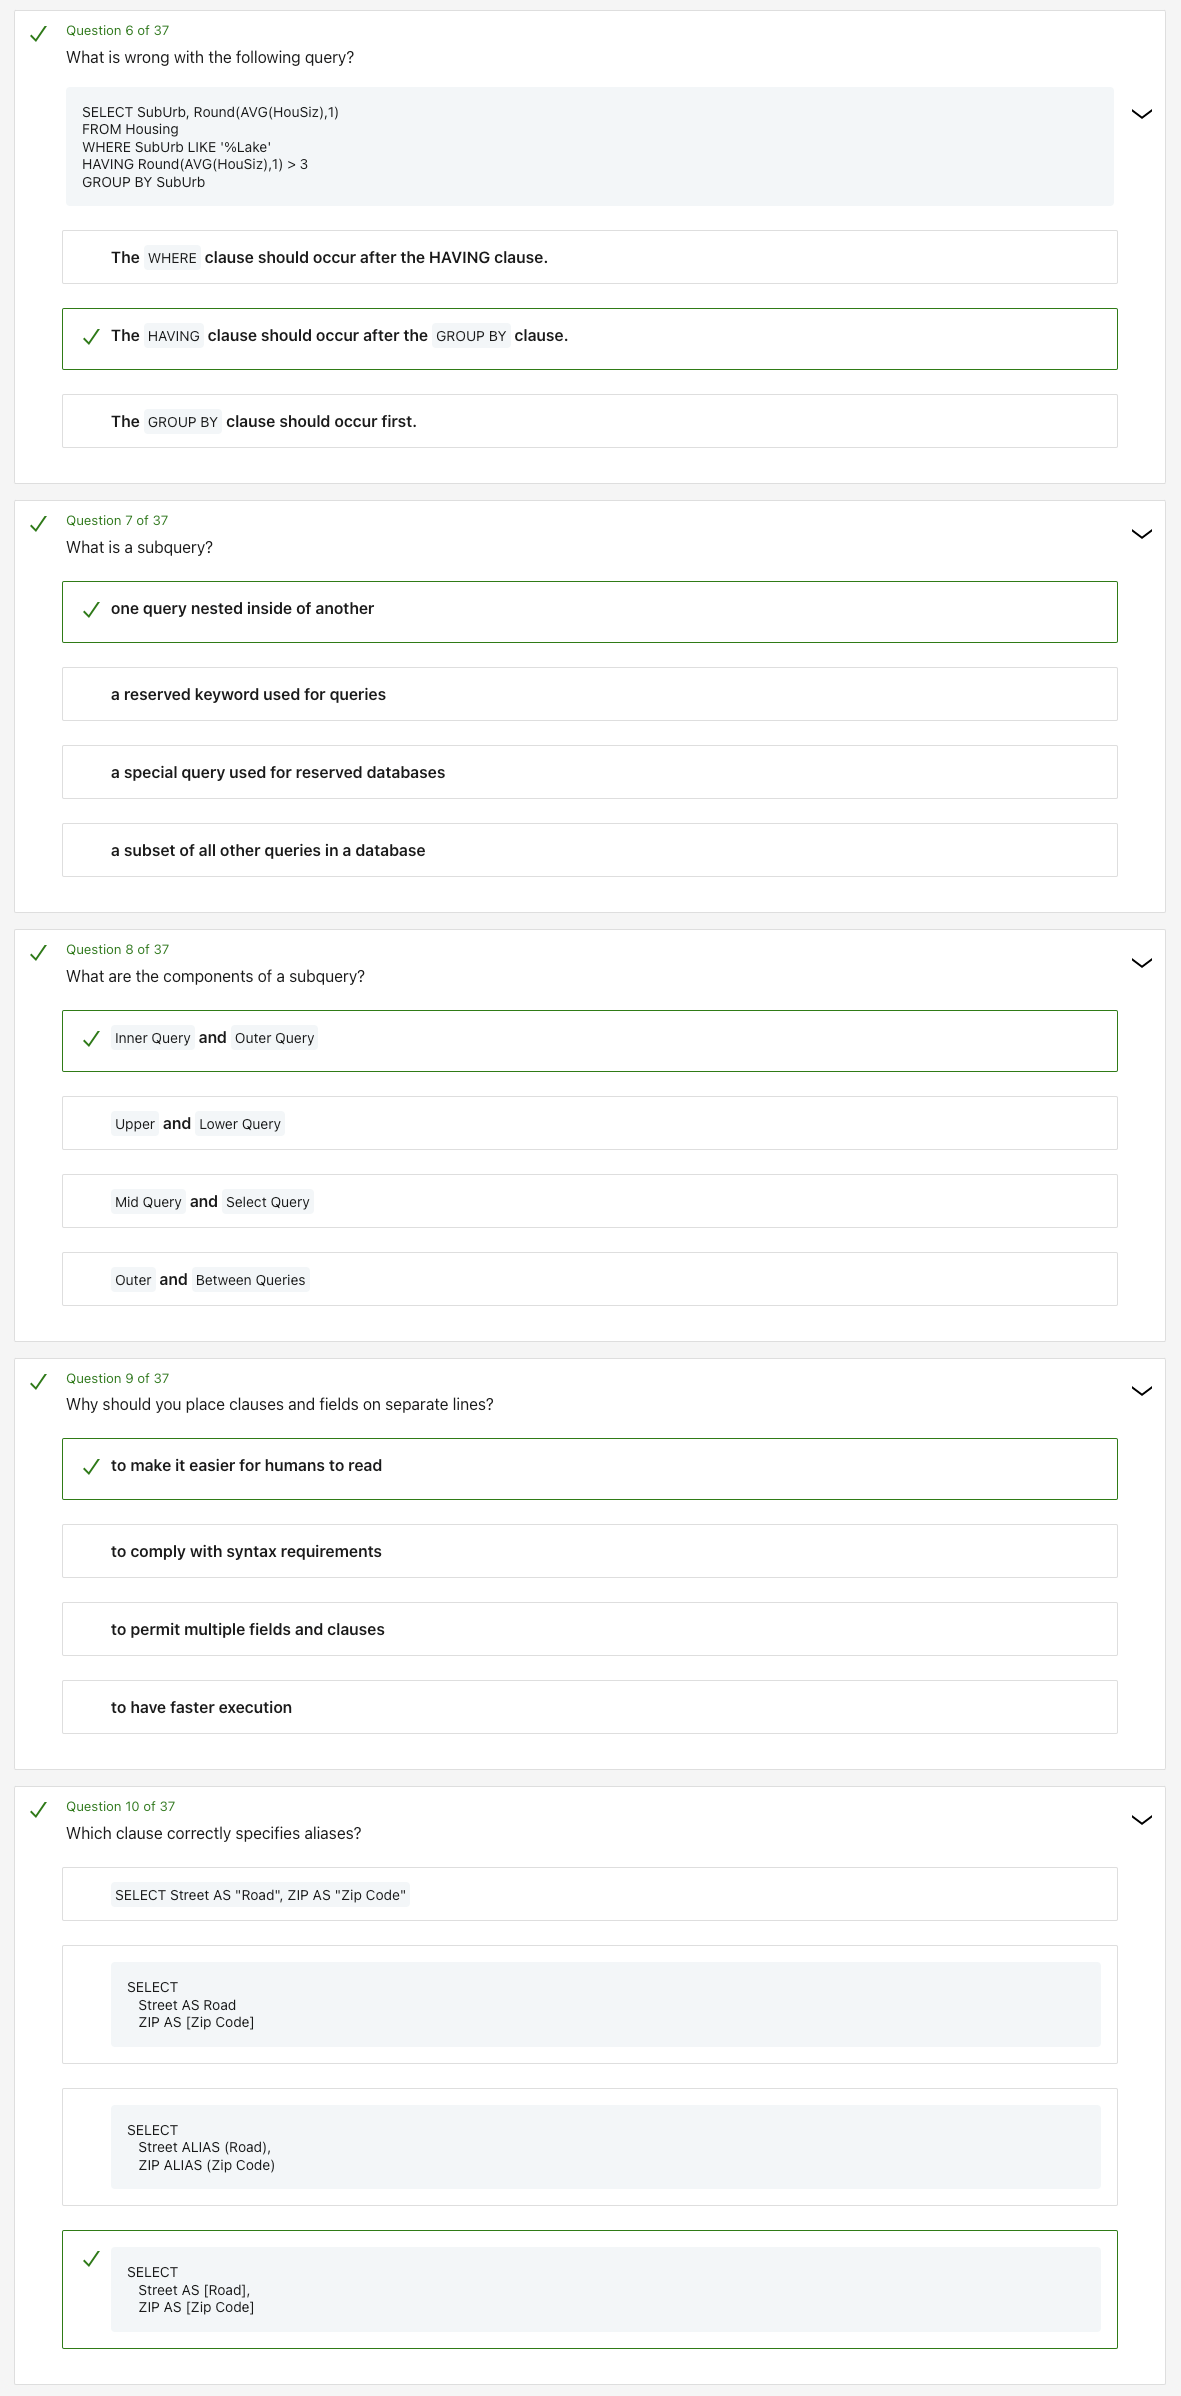 Question 6 of 37
What is wrong with the following query?
SELECT SubUrb, Round(AVG(HouSiz),1)
FROM Housing
WHERE SubUrb LIKE '%Lake'
HAVING Round(AVG(HouSiz),1) > 3
GROUP BY SubUrb
The WHERE clause should occur after the HAVING clause.
The HAVING clause should occur after the GROUP BY clause.
The GROUP BY clause should occur first.
Question 7 of 37
What is a subquery?
one query nested inside of another
a reserved keyword used for queries
a special query used for reserved databases
a subset of all other queries in a database
Question 8 of 37
What are the components of a subquery?
Inner Query and Outer Query
Upper and Lower Query
Mid Query and Select Query
Outer and Between Queries
Question 9 of 37
Why should you place clauses and fields on separate lines?
to make it easier for humans to read
to comply with syntax requirements
to permit multiple fields and clauses
to have faster execution
Question 10 of 37
Which clause correctly specifies aliases?
SELECT Street AS "Road", ZIP AS "Zip Code"
SELECT
Street AS Road
ZIP AS [Zip Code]
SELECT
Street ALIAS (Road),
ZIP ALIAS (Zip Code)
SELECT
Street AS [Road],
ZIP AS [Zip Code]